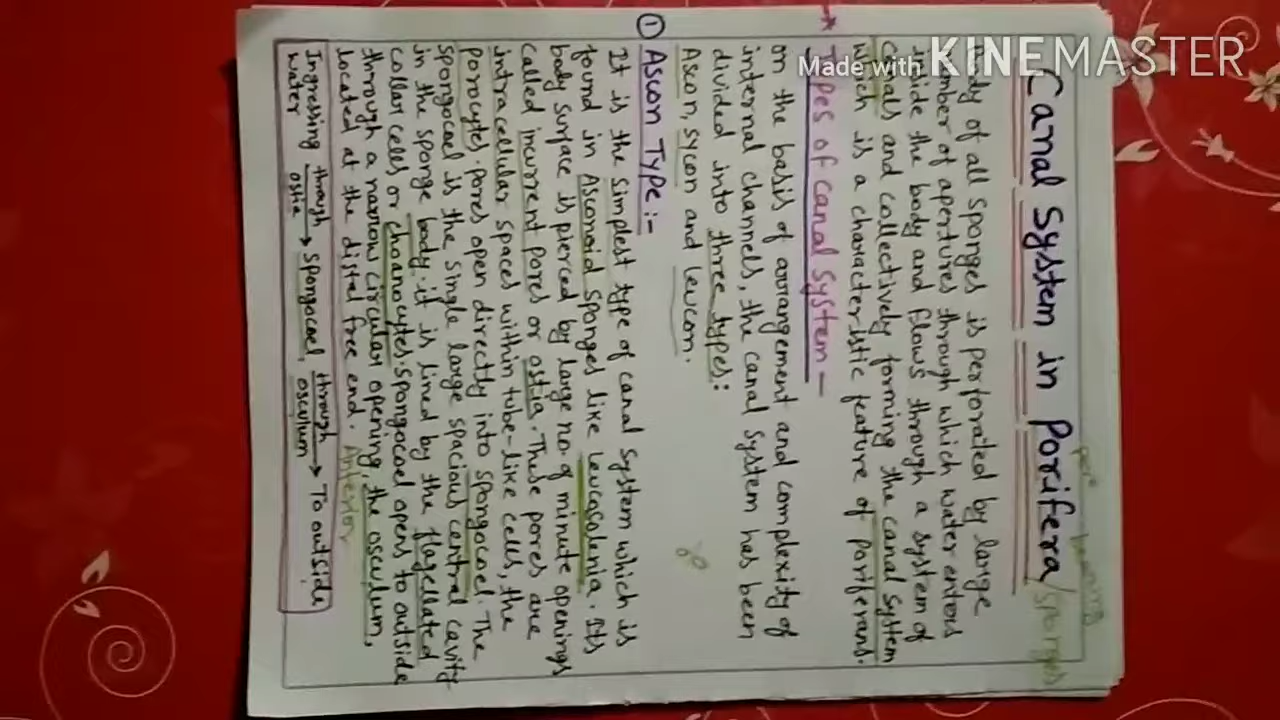 Made with KINEMASTER
Canal System in Porifera/sponges
pore bearing
Body of all sponges is perforated by large
number of apertures through which water enters
inside the body and flows through a system of
canals and collectively forming the canal system
which is a characteristic feature of Poriferans.
Types of canal system -
on the basis of arrangement and complexity of
internal channels, the canal system has been
divided into three types:
Ascon, sycon and leucon.
① Ascon Type :-
It is the simplest type of canal system which is
found in Asconoid sponges like leucosolenia. Its
body surface is pierced by large no. of minute openings
called incurrent pores or ostia. These pores are
intracellular spaces within tube-like cells, the
porocytes. pores open directly into spongocoel. The
spongocoel is the single large spacious central cavity
in the sponge body. it is lined by the flagellated
collar cells or choanocytes. spongocoel opens to outside
through a narrow circular opening, the osculum,
located at the distal free end. Anterior
Ingressing water through ostia → spongocoel, through osculum → To outside